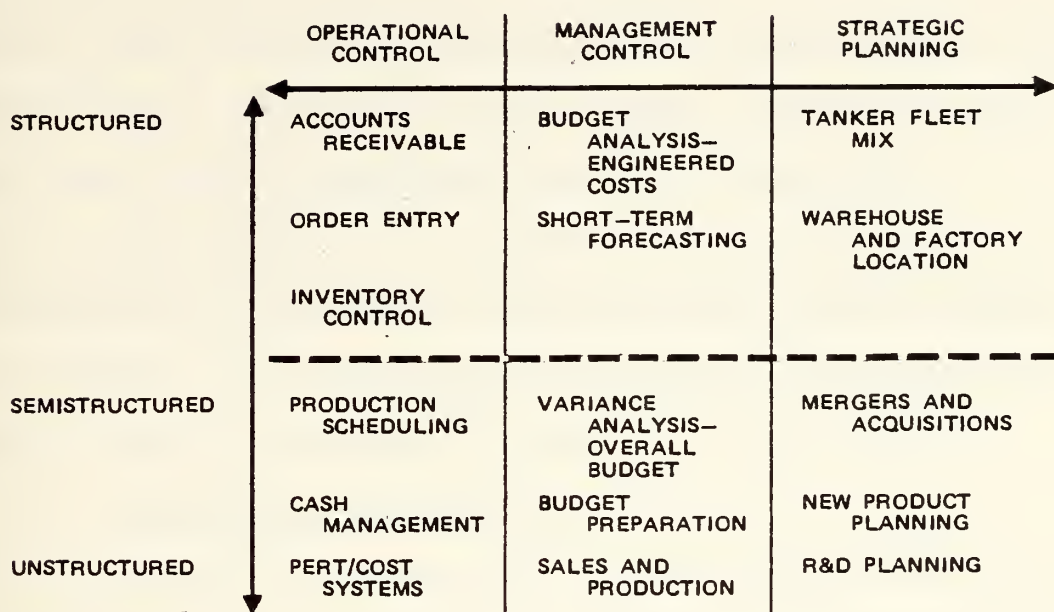 OPERATIONAL CONTROL
MANAGEMENT CONTROL
STRATEGIC PLANNING
STRUCTURED
ACCOUNTS RECEIVABLE
BUDGET ANALYSIS—ENGINEERED COSTS
TANKER FLEET MIX
ORDER ENTRY
SHORT—TERM FORECASTING
WAREHOUSE AND FACTORY LOCATION
INVENTORY CONTROL
SEMISTRUCTURED
PRODUCTION SCHEDULING
VARIANCE ANALYSIS—OVERALL BUDGET
MERGERS AND ACQUISITIONS
CASH MANAGEMENT
BUDGET PREPARATION
NEW PRODUCT PLANNING
UNSTRUCTURED
PERT/COST SYSTEMS
SALES AND PRODUCTION
R&D PLANNING